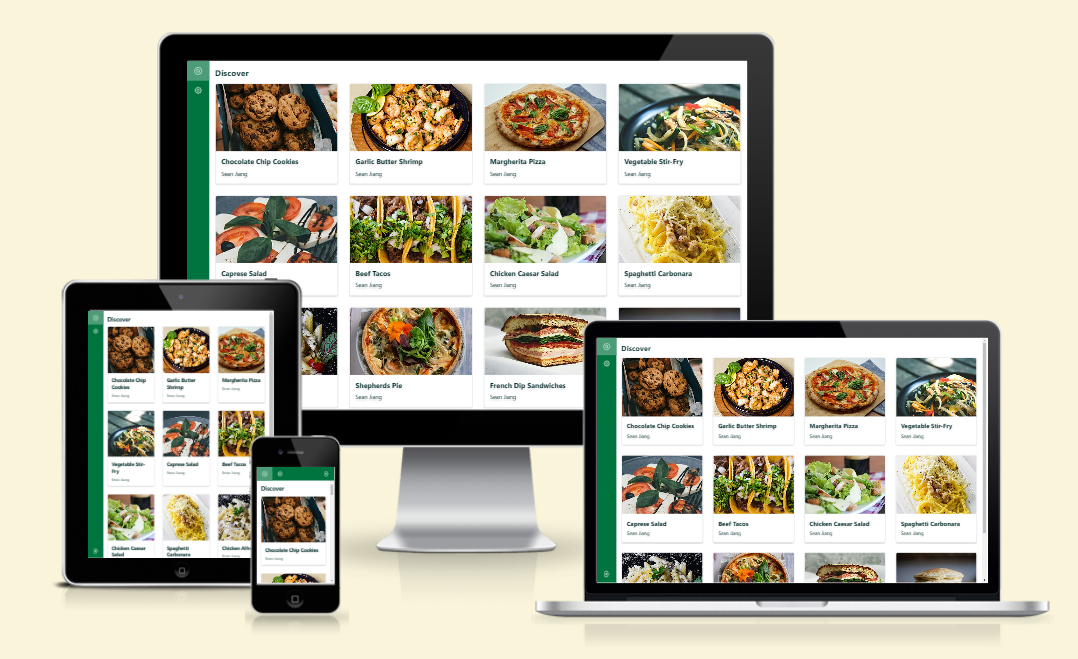 Discover
Chocolate Chip Cookies
Sean Jiang
Garlic Butter Shrimp
Sean Jiang
Margherita Pizza
Sean Jiang
Vegetable Stir-Fry
Sean Jiang
Caprese Salad
Beef Tacos
Sean Jiang
Chicken Caesar Salad
Sean Jiang
Spaghetti Carbonara
Sean Jiang
Shepherds Pie
Sean Jiang
French Dip Sandwiches
Sean Jiang
Discover
Chocolate Chip
Cookies
Sean Jiang
Garlic Butter
Shrimp
Sean Jiang
Margherita Pizza
Sean Jiang
Vegetable Stir-
Fry
Sean Jiang
Caprese Salad
Sean Jiang
Beef Tacos
Sean Jiang
Chicken Caesar
Salad
Spaghetti
Carbonara
Discover
Chocolate Chip Cookies
Sean Jiang
Discover
Chocolate Chip Cookies
Sean Jiang
Garlic Butter Shrimp
Sean Jiang
Margherita Pizza
Sean Jiang
Vegetable Stir-Fry
Sean Jiang
Caprese Salad
Sean Jiang
Beef Tacos
Sean Jiang
Chicken Caesar Salad
Sean Jiang
Spaghetti Carbonara
Sean Jiang